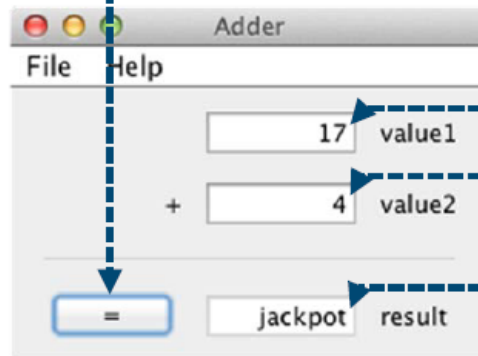 Adder
File Help
17 value1
+ 4 value2
= jackpot result